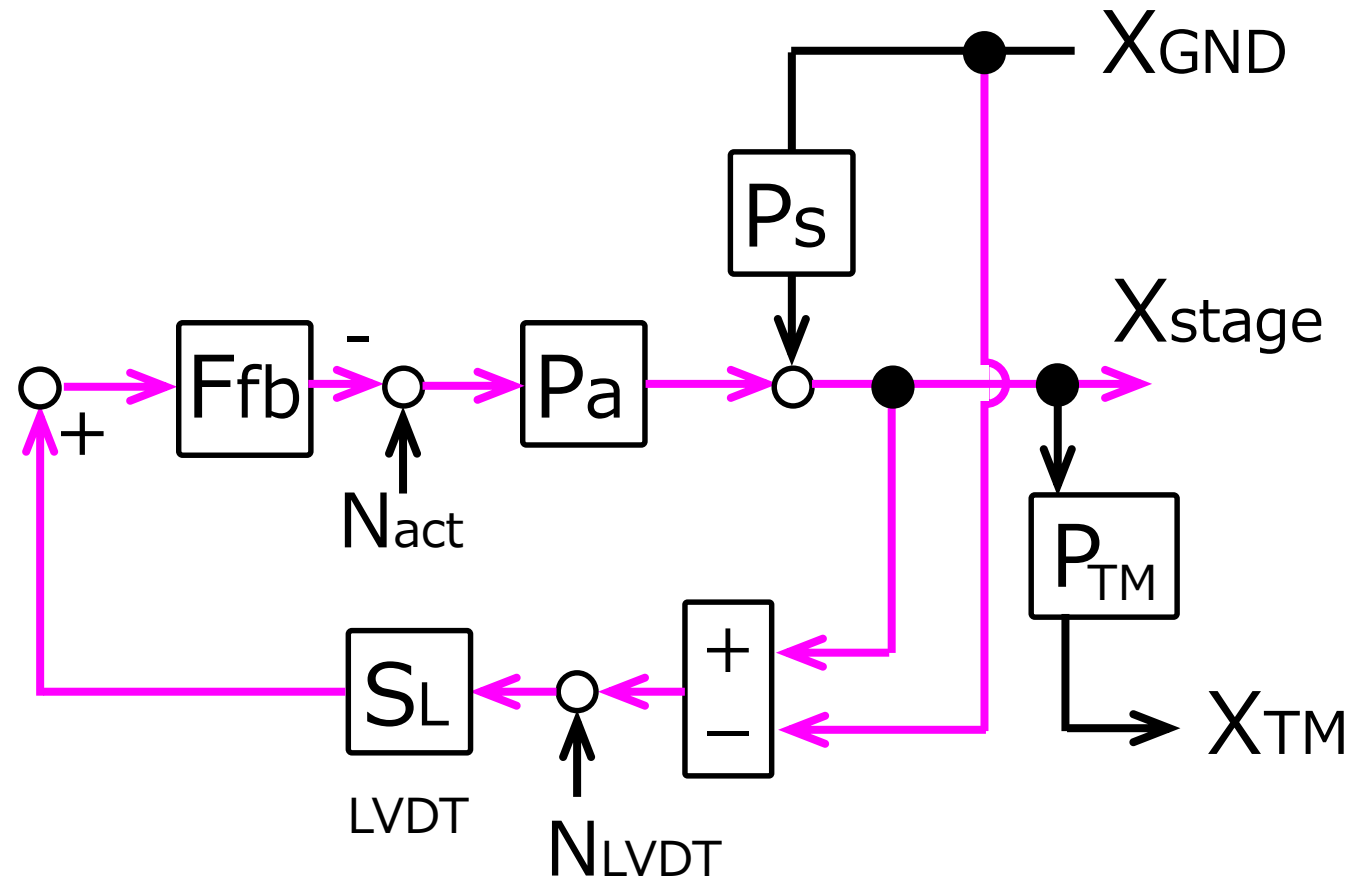 XGND
Ps
Xstage
-
Ffb
Pa
+
Nact
PTM
+
SL
−
XTM
LVDT
NLVDT